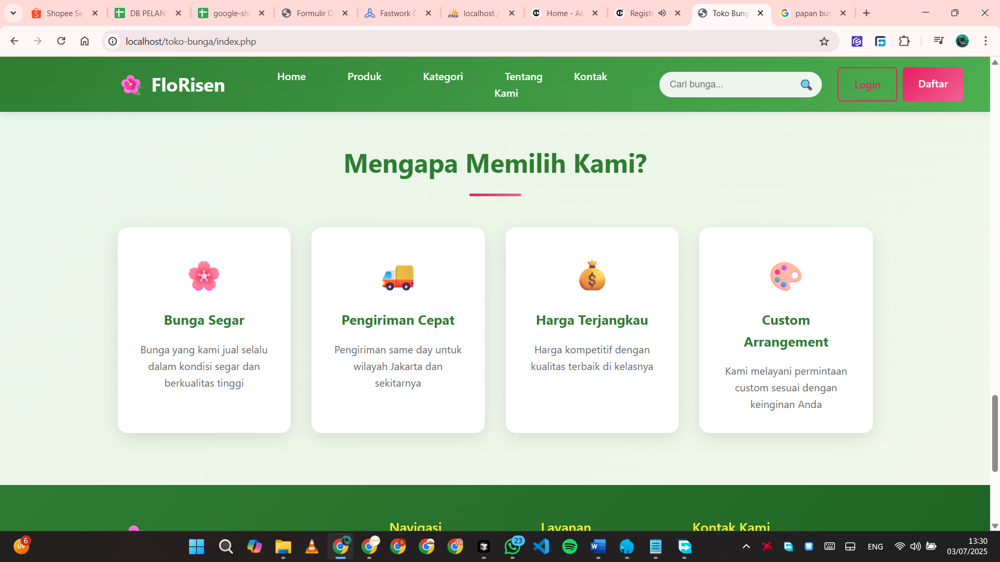 Shopee Se
DB PELAN
google-she
Formulir O
Fastwork C
localhost /
Home - Ak
Registe
Toko Bung
papan bun
localhost/toko-bunga/index.php
FloRisen
Home
Produk
Kategori
Tentang
Kami
Kontak
Cari bunga...
Login
Daftar
Mengapa Memilih Kami?
Bunga Segar
Bunga yang kami jual selalu
dalam kondisi segar dan
berkualitas tinggi
Pengiriman Cepat
Pengiriman same day untuk
wilayah Jakarta dan
sekitarnya
Harga Terjangkau
Harga kompetitif dengan
kualitas terbaik di kelasnya
Custom
Arrangement
Kami melayani permintaan
custom sesuai dengan
keinginan Anda
Navigasi
Layanan
Kontak Kami
UV
6
23
ENG
13:30
03/07/2025